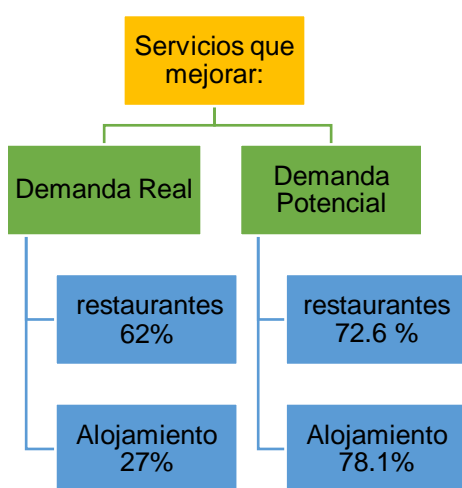 Servicios que
mejorar:
Demanda Real
Demanda
Potencial
restaurantes
62%
restaurantes
72.6 %
Alojamiento
27%
Alojamiento
78.1%